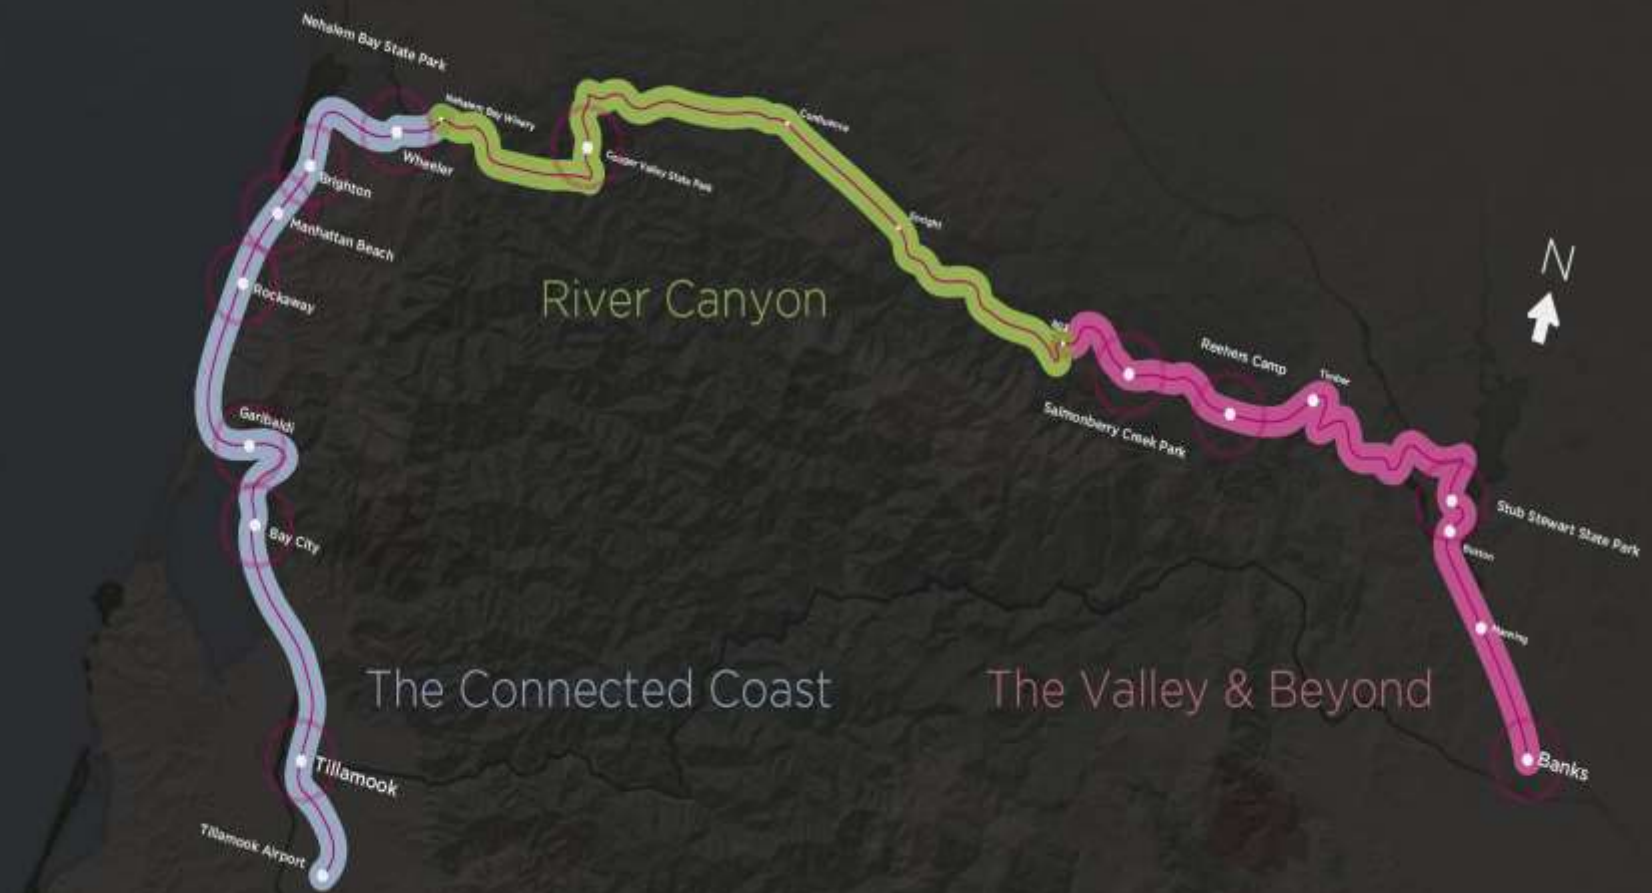 Nehalem Bay State Park
Nehalem Bay Winery
Confluence
Wheeler
Cougar Valley State Park
Brighton
Manhattan Beach
Enright
N
Rockaway
River Canyon
Reehers Camp
Timber
Salmonberry Creek Park
Garibaldi
Stub Stewart State Park
Bay City
Buxton
Manning
The Connected Coast
The Valley & Beyond
Tillamook
Banks
Tillamook Airport